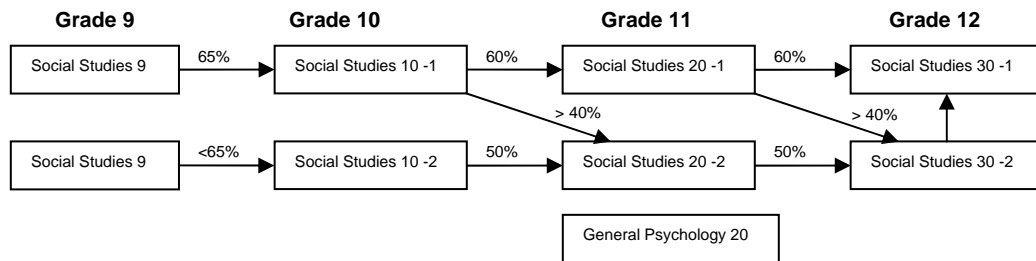 Grade 9 Grade 10 Grade 11 Grade 12
Social Studies 9 65% Social Studies 10 -1 60% Social Studies 20 -1 60% Social Studies 30 -1
> 40% > 40%
Social Studies 9 <65% Social Studies 10 -2 50% Social Studies 20 -2 50% Social Studies 30 -2
General Psychology 20